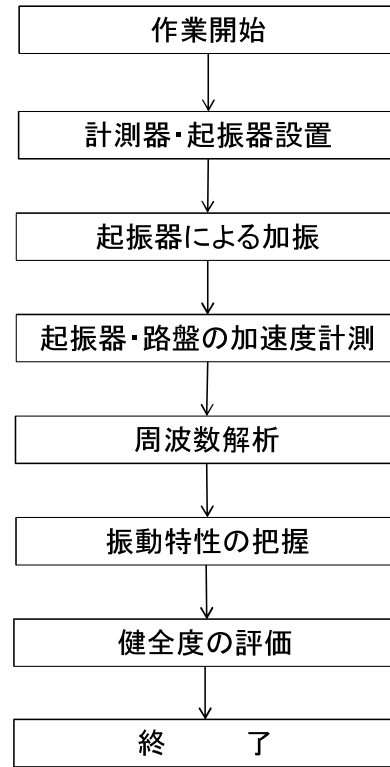 作業開始
計測器・起振器設置
起振器による加振
起振器・路盤の加速度計測
周波数解析
振動特性の把握
健全度の評価
終　　了